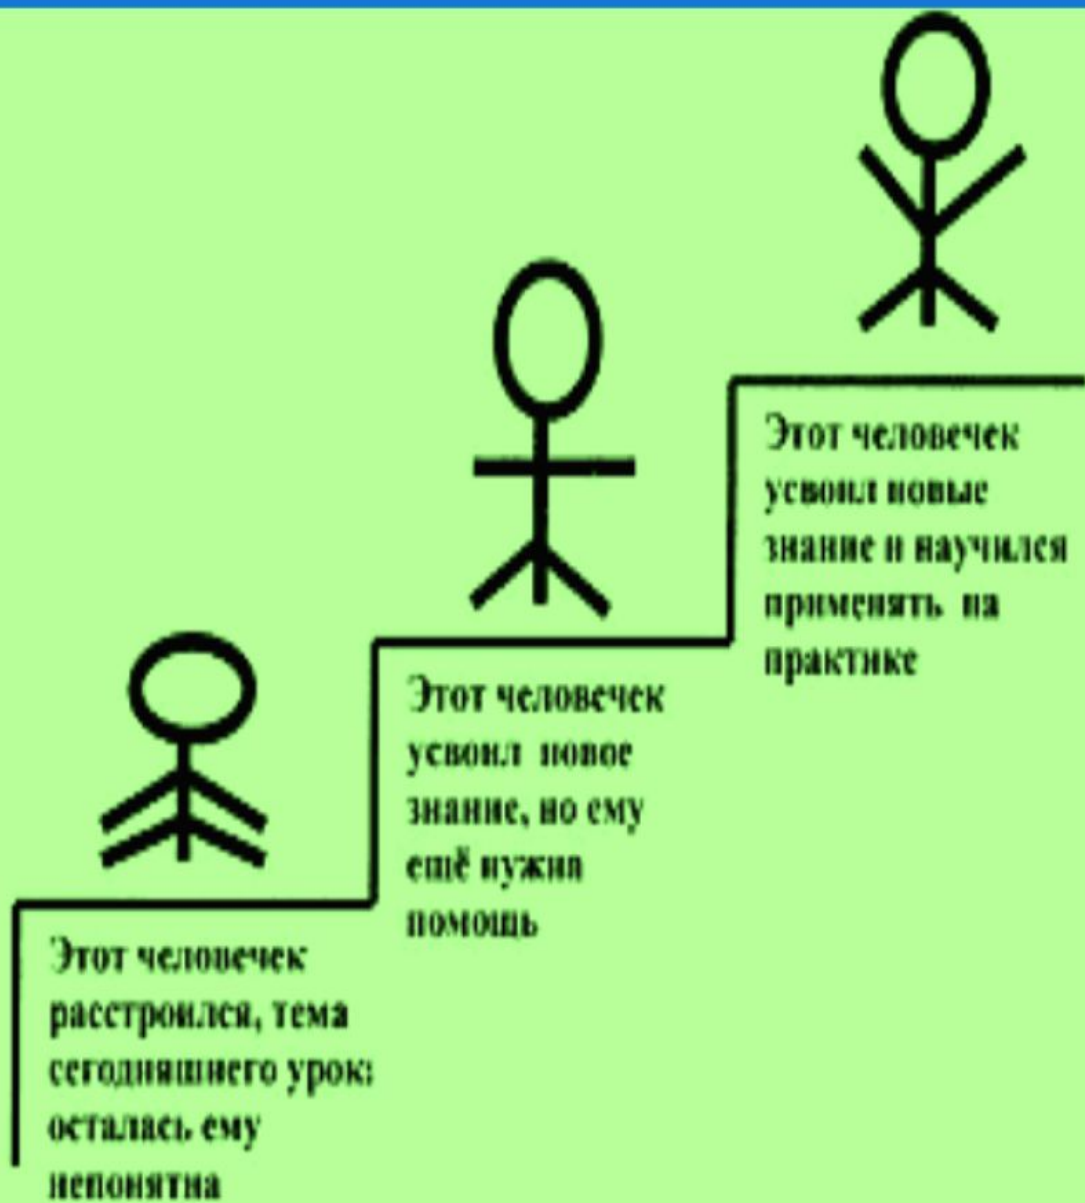 Этот человечек
усвоил новые
знание и научился
применять на
практике
Этот человечек
усвоил новое
знание, но ему
ещё нужна
помощь
Этот человечек
расстроился, тема
сегодняшнего урок
осталась ему
непонятна